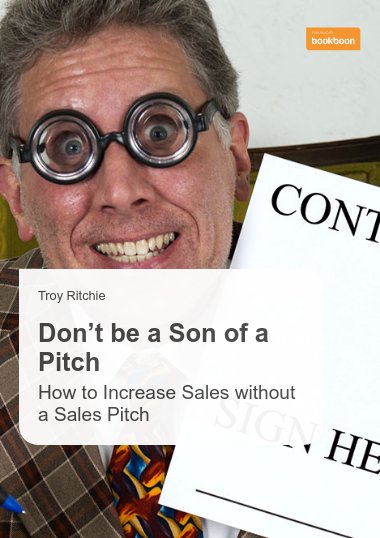 bookboon
CONT
Troy Ritchie
Don't be a Son of a
Pitch
How to Increase Sales without
a Sales Pitch
SIGN HE